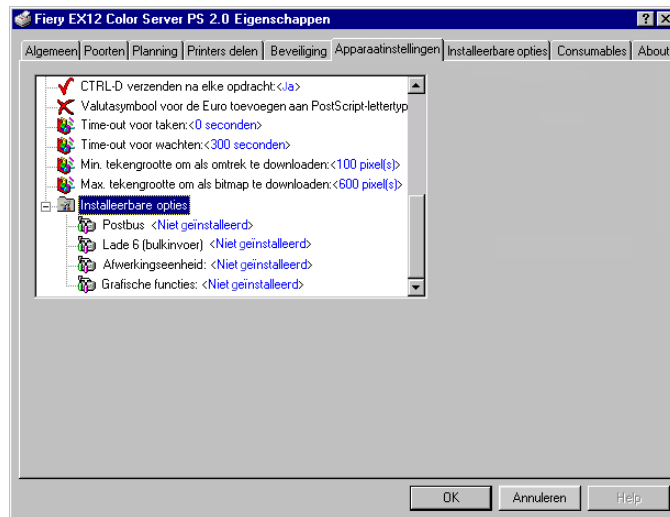 Fiery EX12 Color Server PS 2.0 Eigenschappen
Algemeen Poorten Planning Printers delen Beveiliging Apparaatinstellingen Installeerbare opties Consumables About
CTRL-D verzenden na elke opdracht:<Ja>
Valutasymbool voor de Euro toevoegen aan PostScript-lettertyp
Time-out voor taken:<0 seconden>
Time-out voor wachten:<300 seconden>
Min. tekengrootte om als omtrek te downloaden:<100 pixel(s)>
Max. tekengrootte om als bitmap te downloaden:<600 pixel(s)>
Installeerbare opties
Postbus <Niet geïnstalleerd>
Lade 6 (bulkinvoer) <Niet geïnstalleerd>
Afwerkingseenheid: <Niet geïnstalleerd>
Grafische functies: <Niet geïnstalleerd>
OK Annuleren Help